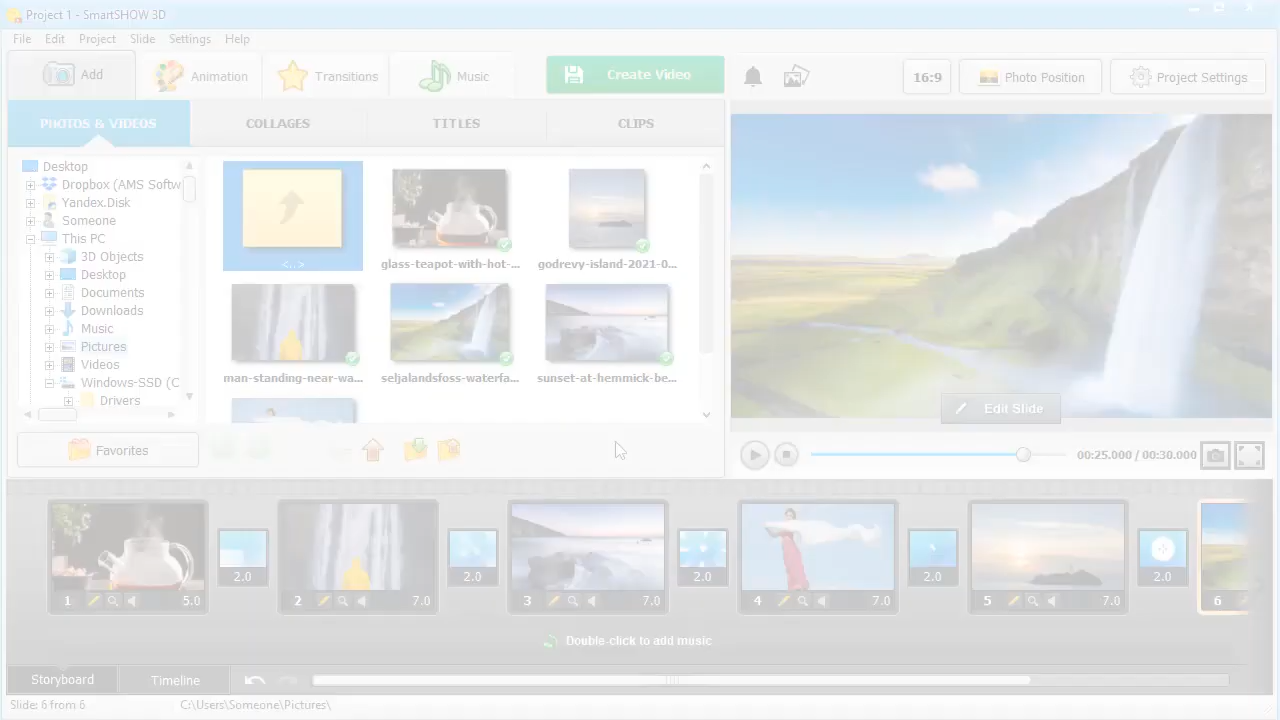 Project 1 - SmartSHOW 3D
File Edit Project Slide Settings Help
Add
Animation
Transitions
Music
Create Video
16:9
Photo Position
Project Settings
PHOTOS & VIDEOS
COLLAGES
TITLES
CLIPS
Desktop
Dropbox (AMS Softw
Yandex.Disk
Someone
This PC
3D Objects
Desktop
Documents
Downloads
Music
Pictures
Videos
Windows-SSD (C
Drivers
<..>
glass-teapot-with-hot-...
godrevy-island-2021-0...
man-standing-near-wa...
seljalandsfoss-waterfa...
sunset-at-hemmick-be...
Favorites
Edit Slide
00:25.000 / 00:30.000
1 5.0
2.0
2 7.0
2.0
3 7.0
2.0
4 7.0
2.0
5 7.0
2.0
6
Double-click to add music
Storyboard
Timeline
Slide: 6 from 6
C:\Users\Someone\Pictures\